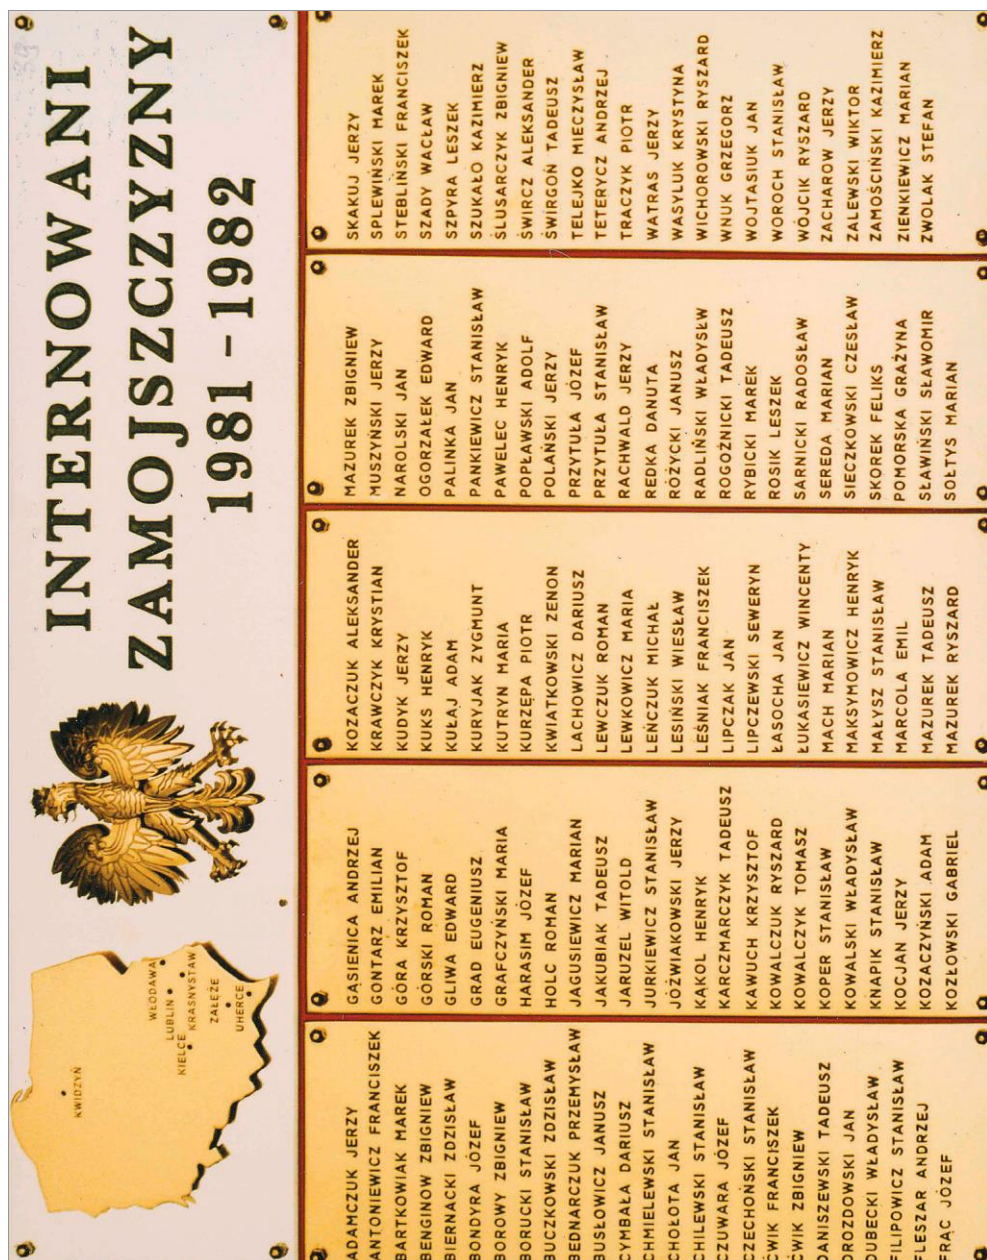 INTERNOWANI
ZAMOJSZCZYZNY
1981 – 1982
KWIDZYŃ
WŁODAWA
LUBLIN
KRASNYSTAW
KIELCE
ZAŁĘŻE
UHERCE
ADAMCZUK JERZY
ANTONIEWICZ FRANCISZEK
BARTKOWIAK MAREK
BENGINOW ZBIGNIEW
BIERNACKI ZDZISŁAW
BONDYRA JÓZEF
BOROWY ZBIGNIEW
BORUCKI STANISŁAW
BUCZKOWSKI ZDZISŁAW
BEDNARCZUK PRZEMYSŁAW
BUSŁOWICZ JANUSZ
CYMBAŁA DARIUSZ
CHMIELEWSKI STANISŁAW
CHOŁOTA JAN
CHILEWSKI STANISŁAW
CZUWARA JÓZEF
CZECHOŃSKI STANISŁAW
ĆWIK FRANCISZEK
ĆWIK ZBIGNIEW
DANISZEWSKI TADEUSZ
DROZDOWSKI JAN
DUBECKI WŁADYSŁAW
FILIPOWICZ STANISŁAW
FLESZAR ANDRZEJ
FRĄC JÓZEF
GĄSIENICA ANDRZEJ
GONTARZ EMILIAN
GÓRA KRZYSZTOF
GÓRSKI ROMAN
GLIWA EDWARD
GRAD EUGENIUSZ
GRAFCZYŃSKI MARIA
HARASIM JÓZEF
HOLC ROMAN
JAGUSIEWICZ MARIAN
JAKUBIAK TADEUSZ
JARUZEL WITOLD
JURKIEWICZ STANISŁAW
JÓŹWIAKOWSKI JERZY
KĄKOL HENRYK
KARCZMARCZYK TADEUSZ
KAWUCH KRZYSZTOF
KOWALCZUK RYSZARD
KOWALCZYK TOMASZ
KOPER STANISŁAW
KOWALSKI WŁADYSŁAW
KNAPIK STANISŁAW
KOCJAN JERZY
KOZACZYŃSKI ADAM
KOZŁOWSKI GABRIEL
KOZACZUK ALEKSANDER
KRAWCZYK KRYSTIAN
KUDYK JERZY
KUKS HENRYK
KUŁAJ ADAM
KURYJAK ZYGMUNT
KUTRYN MARIA
KURZĘPA PIOTR
KWIATKOWSKI ZENON
LACHOWICZ DARIUSZ
LEWCZUK ROMAN
LEWKOWICZ MARIA
LEŃCZUK MICHAŁ
LESIŃSKI WIESŁAW
LEŚNIAK FRANCISZEK
LIPCZAK JAN
LIPCZEWSKI SEWERYN
ŁASOCHA JAN
ŁUKASIEWICZ WINCENTY
MACH MARIAN
MAKSYMOWICZ HENRYK
MAŁYSZ STANISŁAW
MARCOLA EMIL
MAZUREK TADEUSZ
MAZUREK RYSZARD
MAZUREK ZBIGNIEW
MUSZYŃSKI JERZY
NAROLSKI JAN
OGORZAŁEK EDWARD
PALINKA JAN
PANKIEWICZ STANISŁAW
PAWELEC HENRYK
POPŁAWSKI ADOLF
POLAŃSKI JERZY
PRZYTUŁA JÓZEF
PRZYTUŁA STANISŁAW
RACHWALD JERZY
REDKA DANUTA
RÓŻYCKI JANUSZ
RADLIŃSKI WŁADYSŁW
ROGOŹNICKI TADEUSZ
RYBICKI MAREK
ROSIK LESZEK
SARNICKI RADOSŁAW
SEREDA MARIAN
SIECZKOWSKI CZESŁAW
SKOREK FELIKS
POMORSKA GRAŻYNA
SŁAWIŃSKI SŁAWOMIR
SOŁTYS MARIAN
SKAKUJ JERZY
SPLEWIŃSKI MAREK
STEBLIŃSKI FRANCISZEK
SZADY WACŁAW
SZPYRA LESZEK
SZUKAŁO KAZIMIERZ
ŚLUSARCZYK ZBIGNIEW
ŚWIRCZ ALEKSANDER
ŚWIRGOŃ TADEUSZ
TELEJKO MIECZYSŁAW
TETERYCZ ANDRZEJ
TRACZYK PIOTR
WATRAS JERZY
WASYLUK KRYSTYNA
WICHOROWSKI RYSZARD
WNUK GRZEGORZ
WOJTASIUK JAN
WOROCH STANISŁAW
WÓJCIK RYSZARD
ZACHAROW JERZY
ZALEWSKI WIKTOR
ZAMOŚCIŃSKI KAZIMIERZ
ZIENKIEWICZ MARIAN
ZWOLAK STEFAN